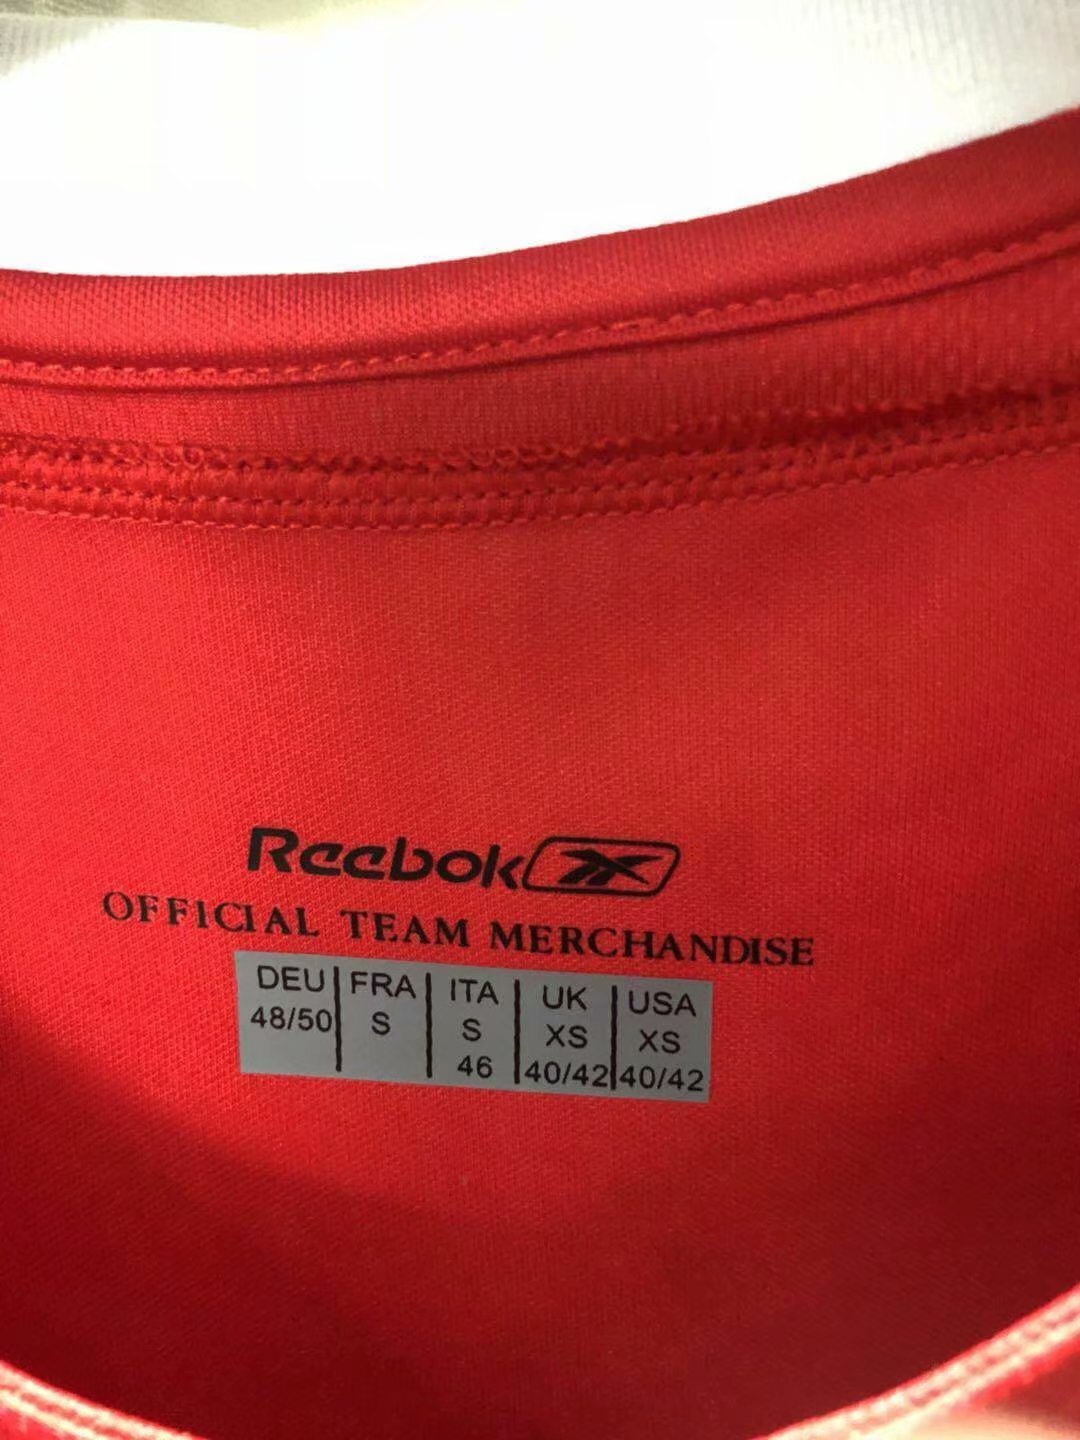 Reebok
OFFICIAL TEAM MERCHANDISE
DEU FRA ITA UK USA
48/50 S S XS XS
46 40/42 40/42